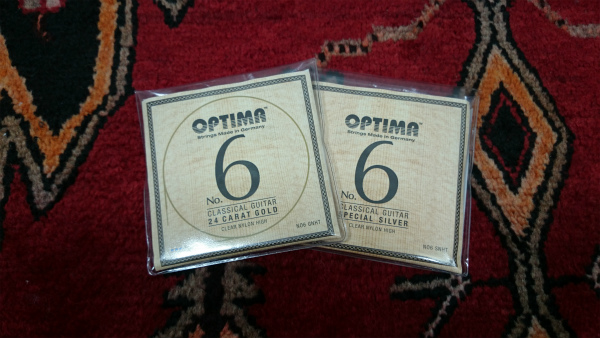 OPTIMA
Strings Made in Germany
No. 6
CLASSICAL GUITAR
24 CARAT GOLD
CLEAR NYLON HIGH
NO6 GNHT
OPTIMA
Strings Made in Germany
No. 6
CLASSICAL GUITAR
SPECIAL SILVER
CLEAR NYLON HIGH
NO6 SNHT